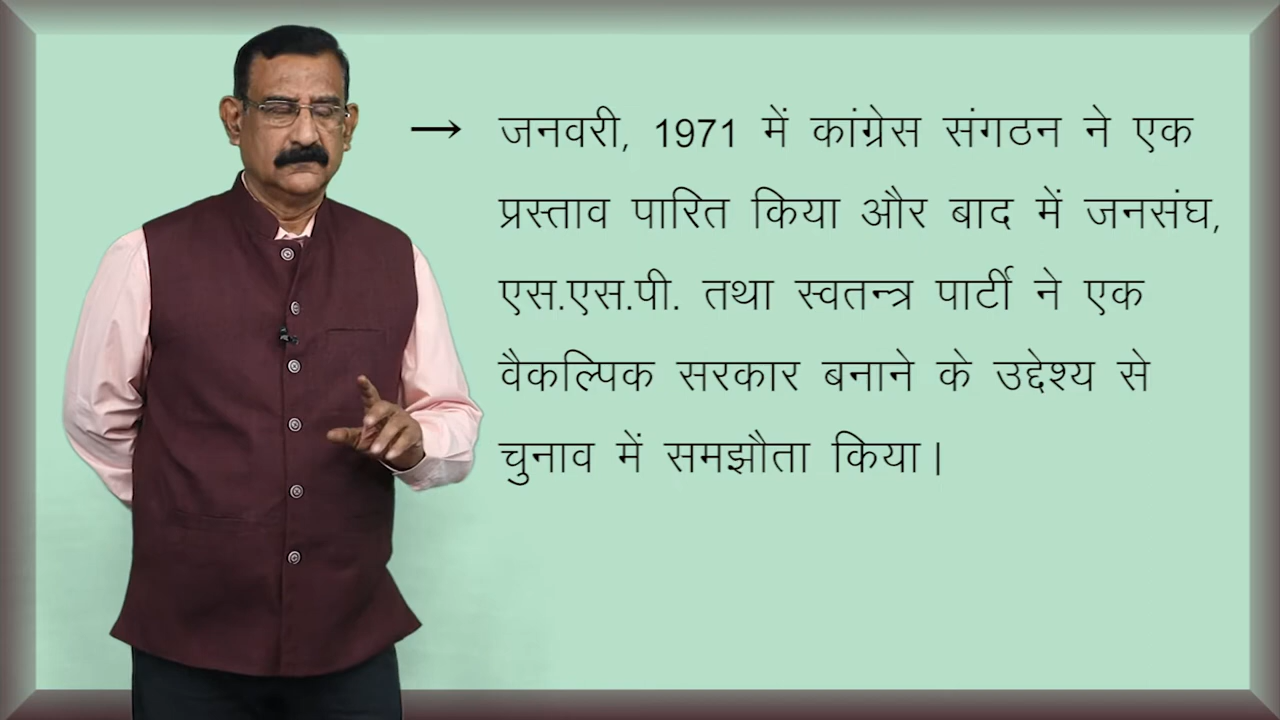 → जनवरी, 1971 में कांग्रेस संगठन ने एक
प्रस्ताव पारित किया और बाद में जनसंघ,
एस.एस.पी. तथा स्वतन्त्र पार्टी ने एक
वैकल्पिक सरकार बनाने के उद्देश्य से
चुनाव में समझौता किया।